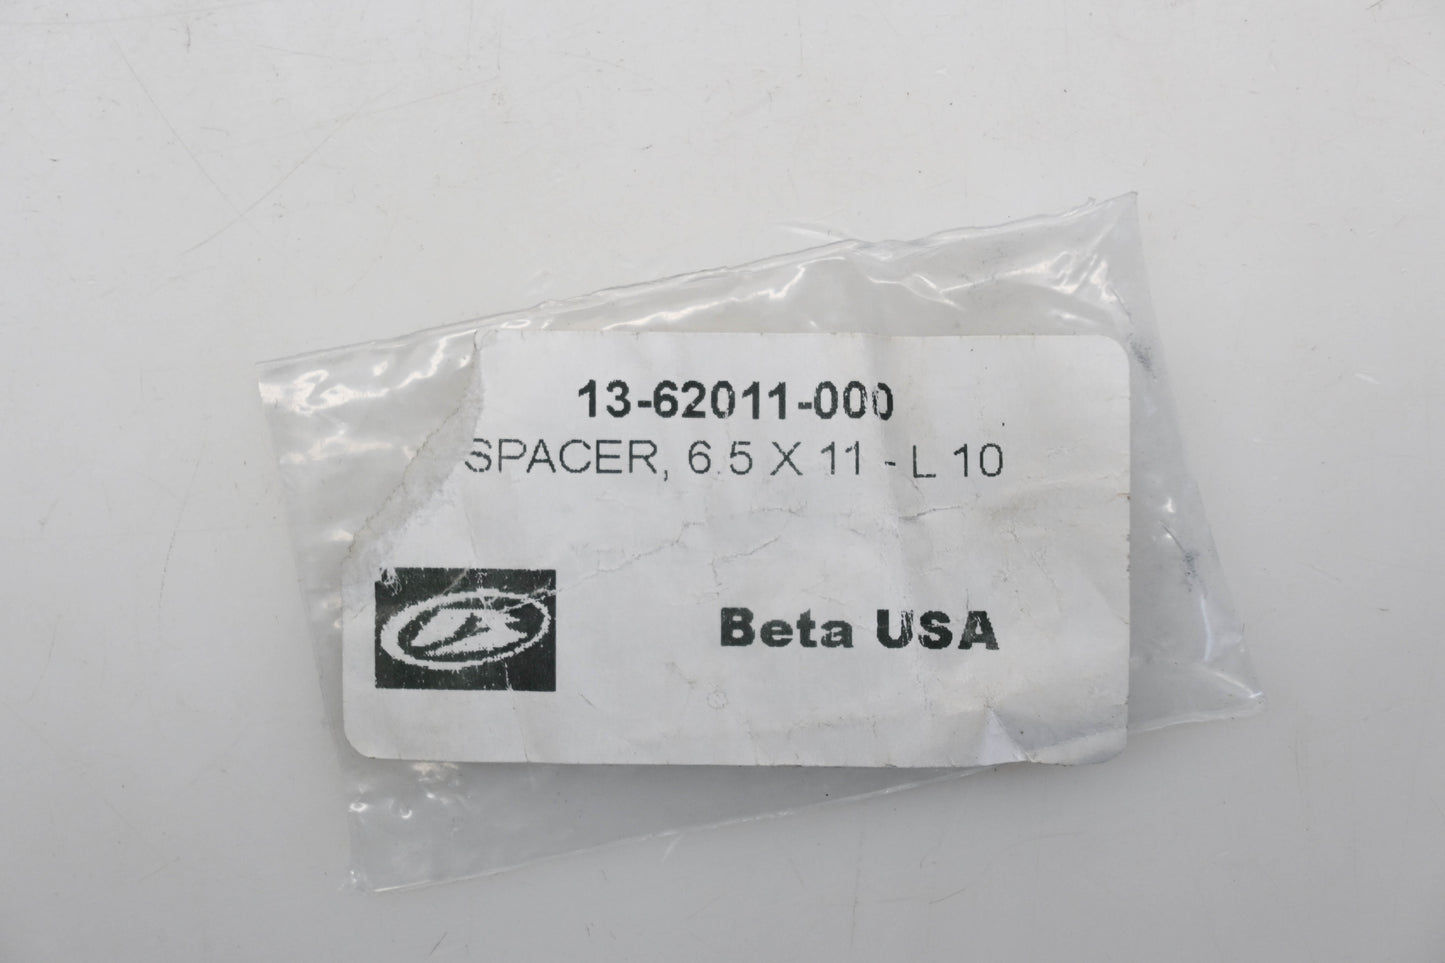 13-62011-000
SPACER, 6.5 X 11 - L 10
Beta USA